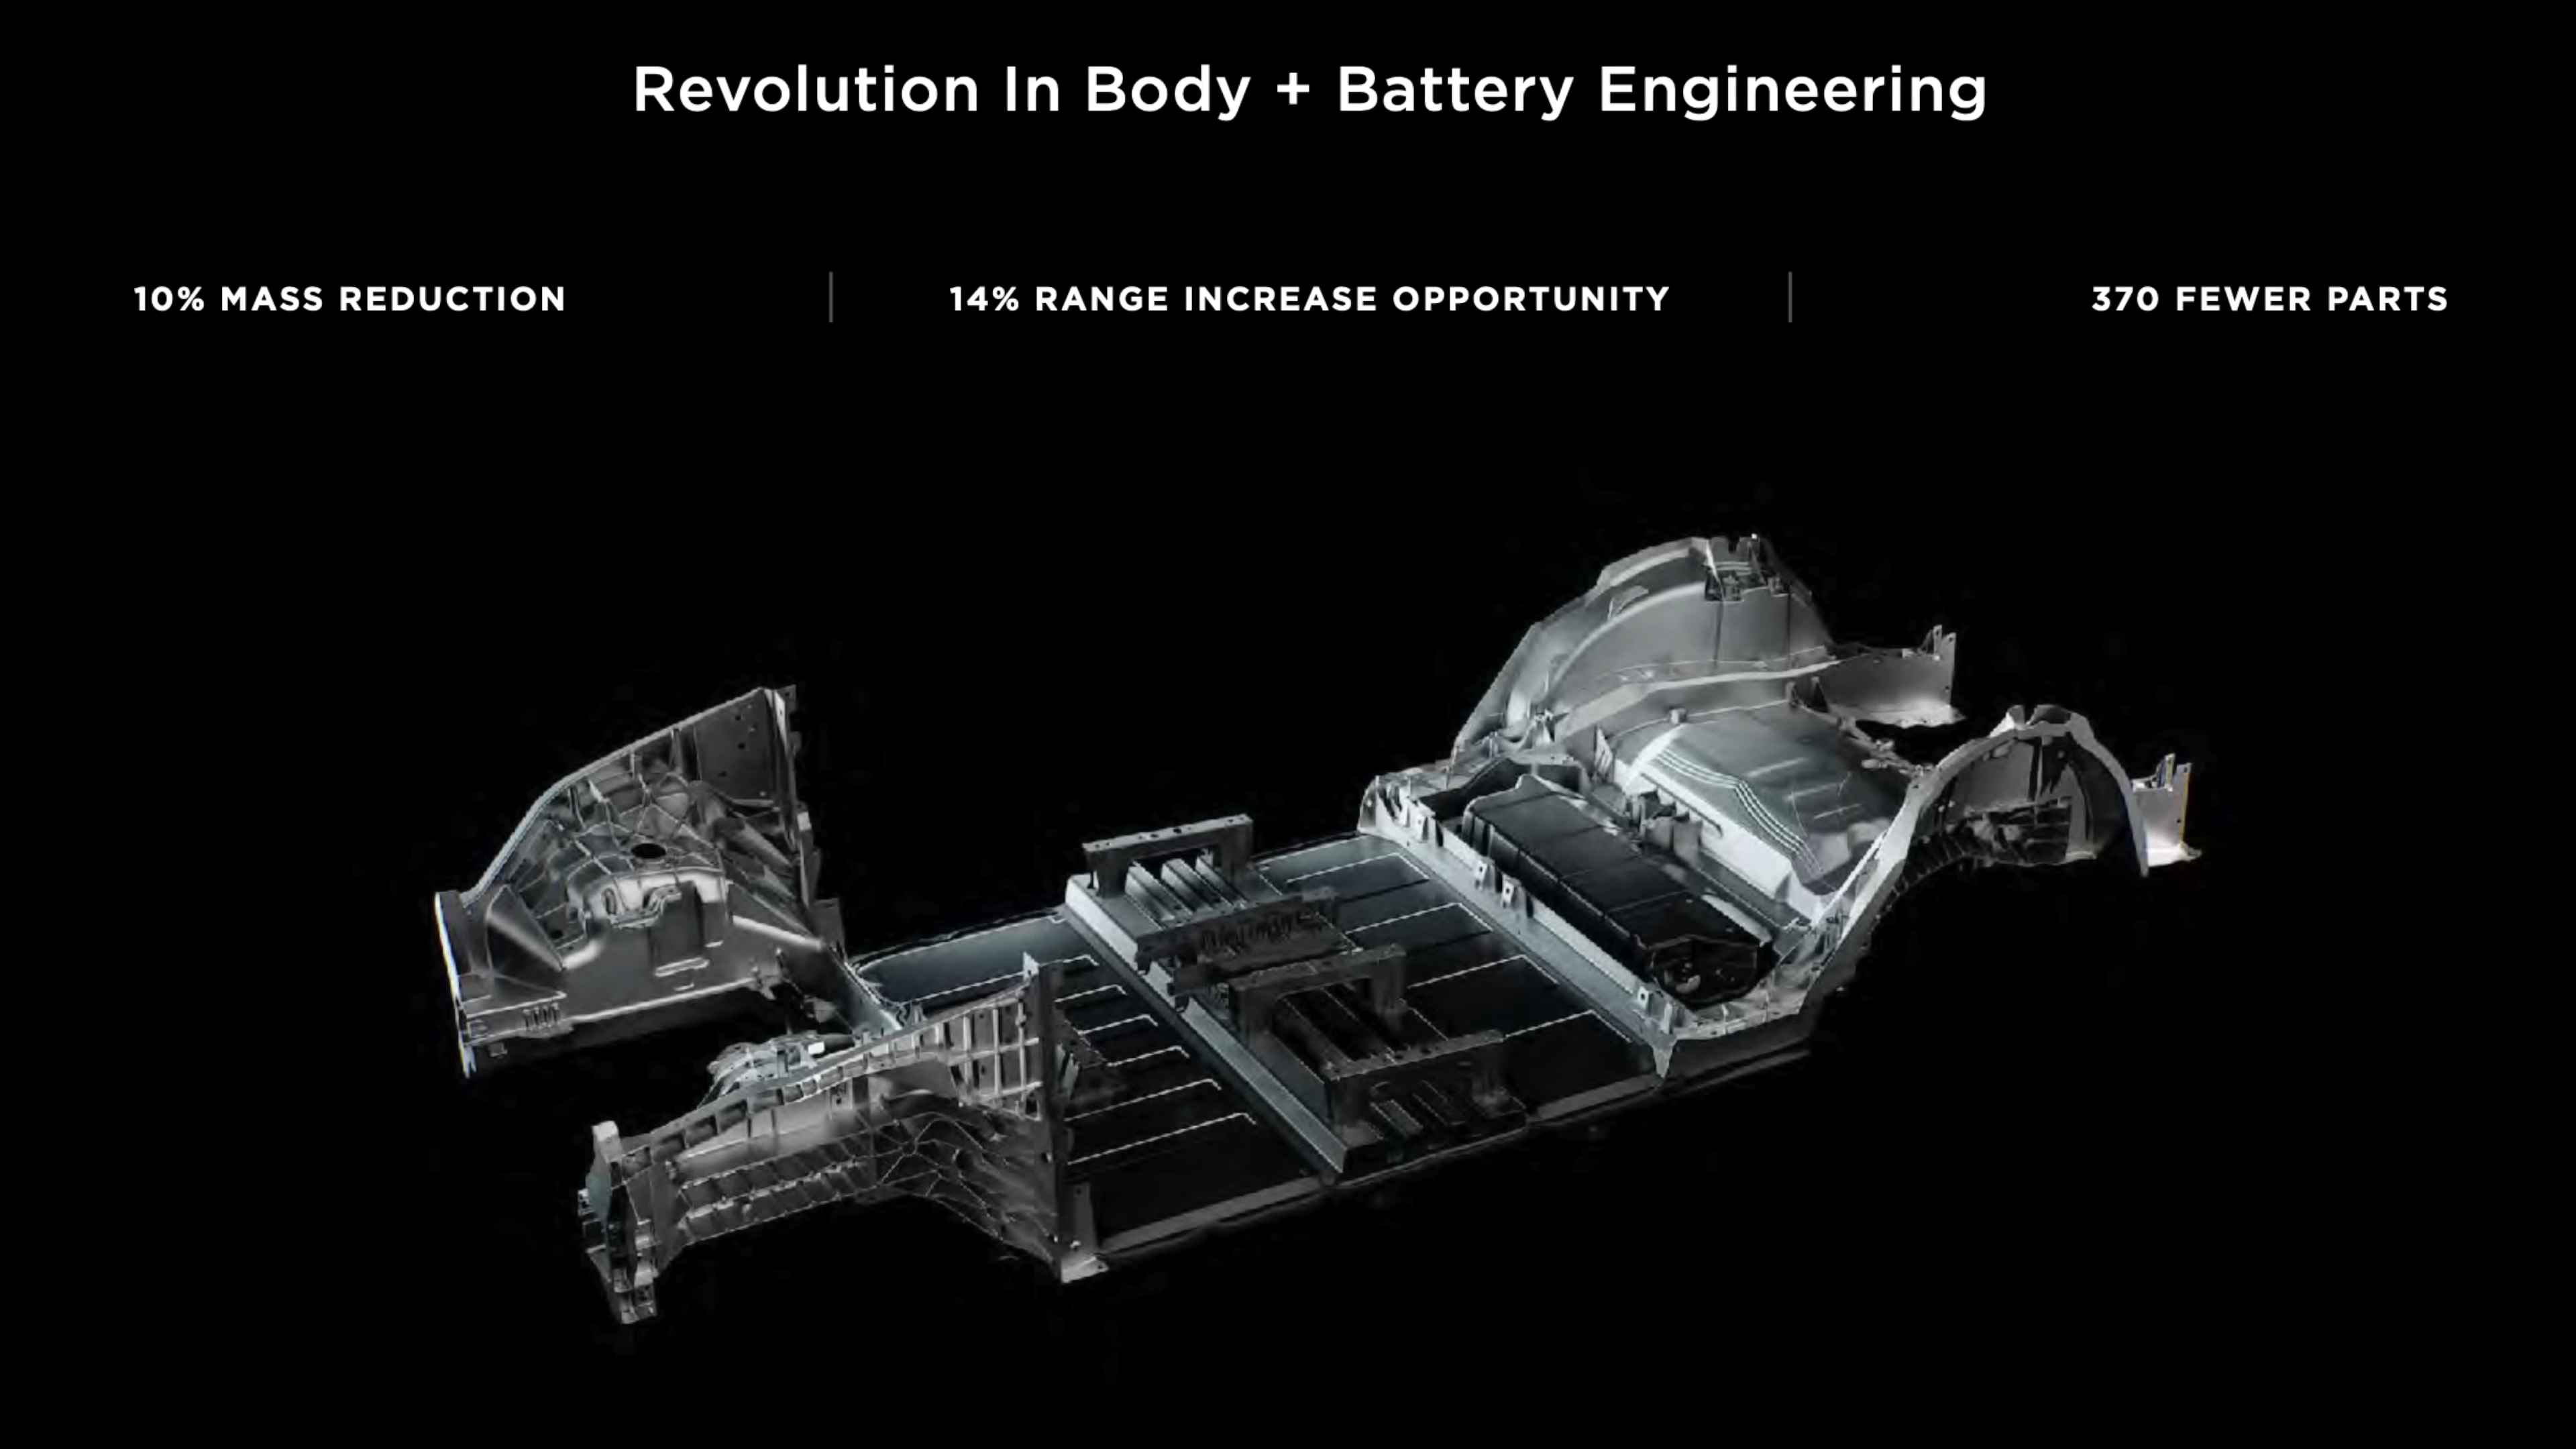 Revolution In Body + Battery Engineering
10% MASS REDUCTION
14% RANGE INCREASE OPPORTUNITY
370 FEWER PARTS